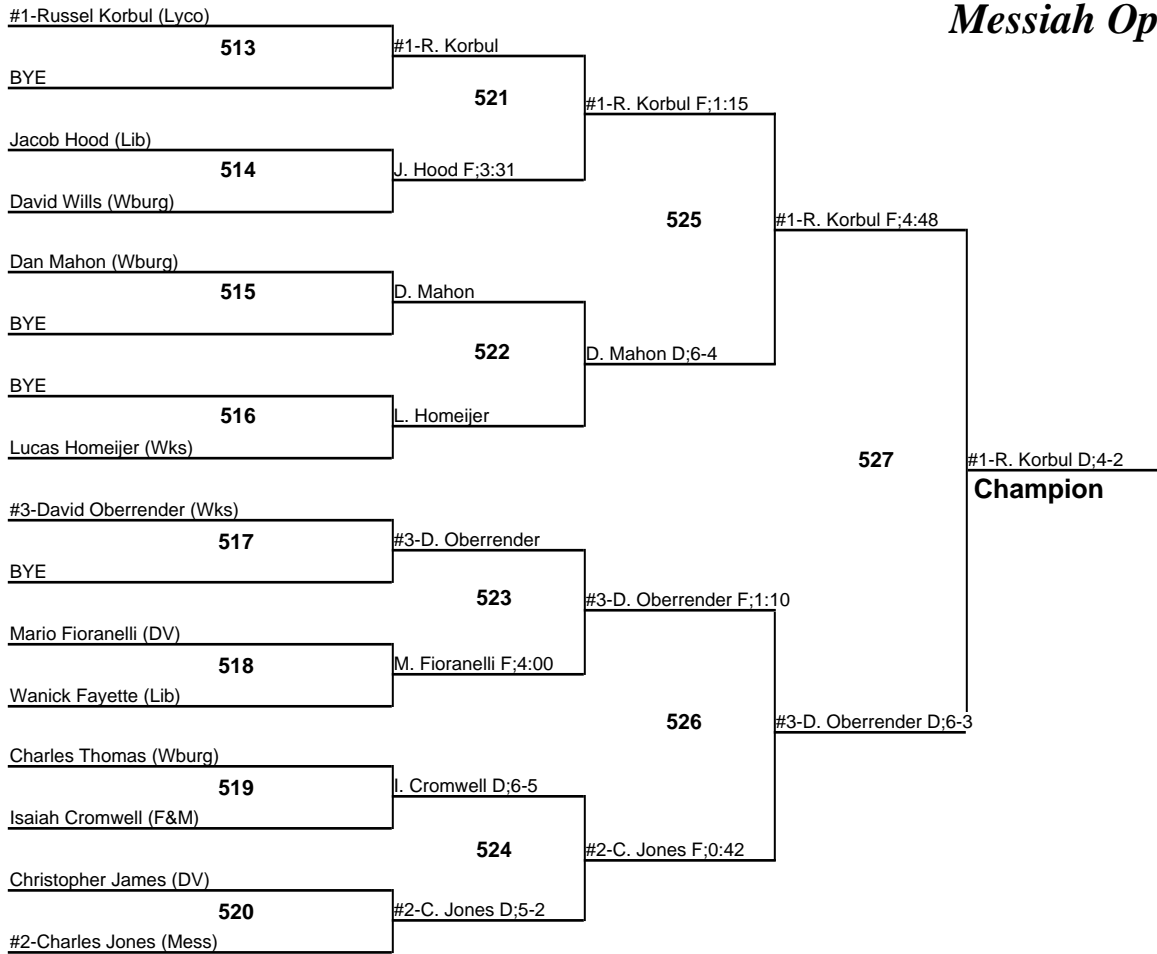 Messiah Op
#1-Russel Korbul (Lyco)
513
BYE
#1-R. Korbul
521
Jacob Hood (Lib)
514
David Wills (Wburg)
J. Hood F;3:31
#1-R. Korbul F;1:15
525
Dan Mahon (Wburg)
515
BYE
D. Mahon
522
BYE
516
Lucas Homeijer (Wks)
L. Homeijer
D. Mahon D;6-4
#1-R. Korbul F;4:48
527
#1-R. Korbul D;4-2
Champion
#3-David Oberrender (Wks)
517
BYE
#3-D. Oberrender
523
Mario Fioranelli (DV)
518
Wanick Fayette (Lib)
M. Fioranelli F;4:00
#3-D. Oberrender F;1:10
526
#3-D. Oberrender D;6-3
Charles Thomas (Wburg)
519
Isaiah Cromwell (F&M)
I. Cromwell D;6-5
524
Christopher James (DV)
520
#2-Charles Jones (Mess)
#2-C. Jones D;5-2
#2-C. Jones F;0:42